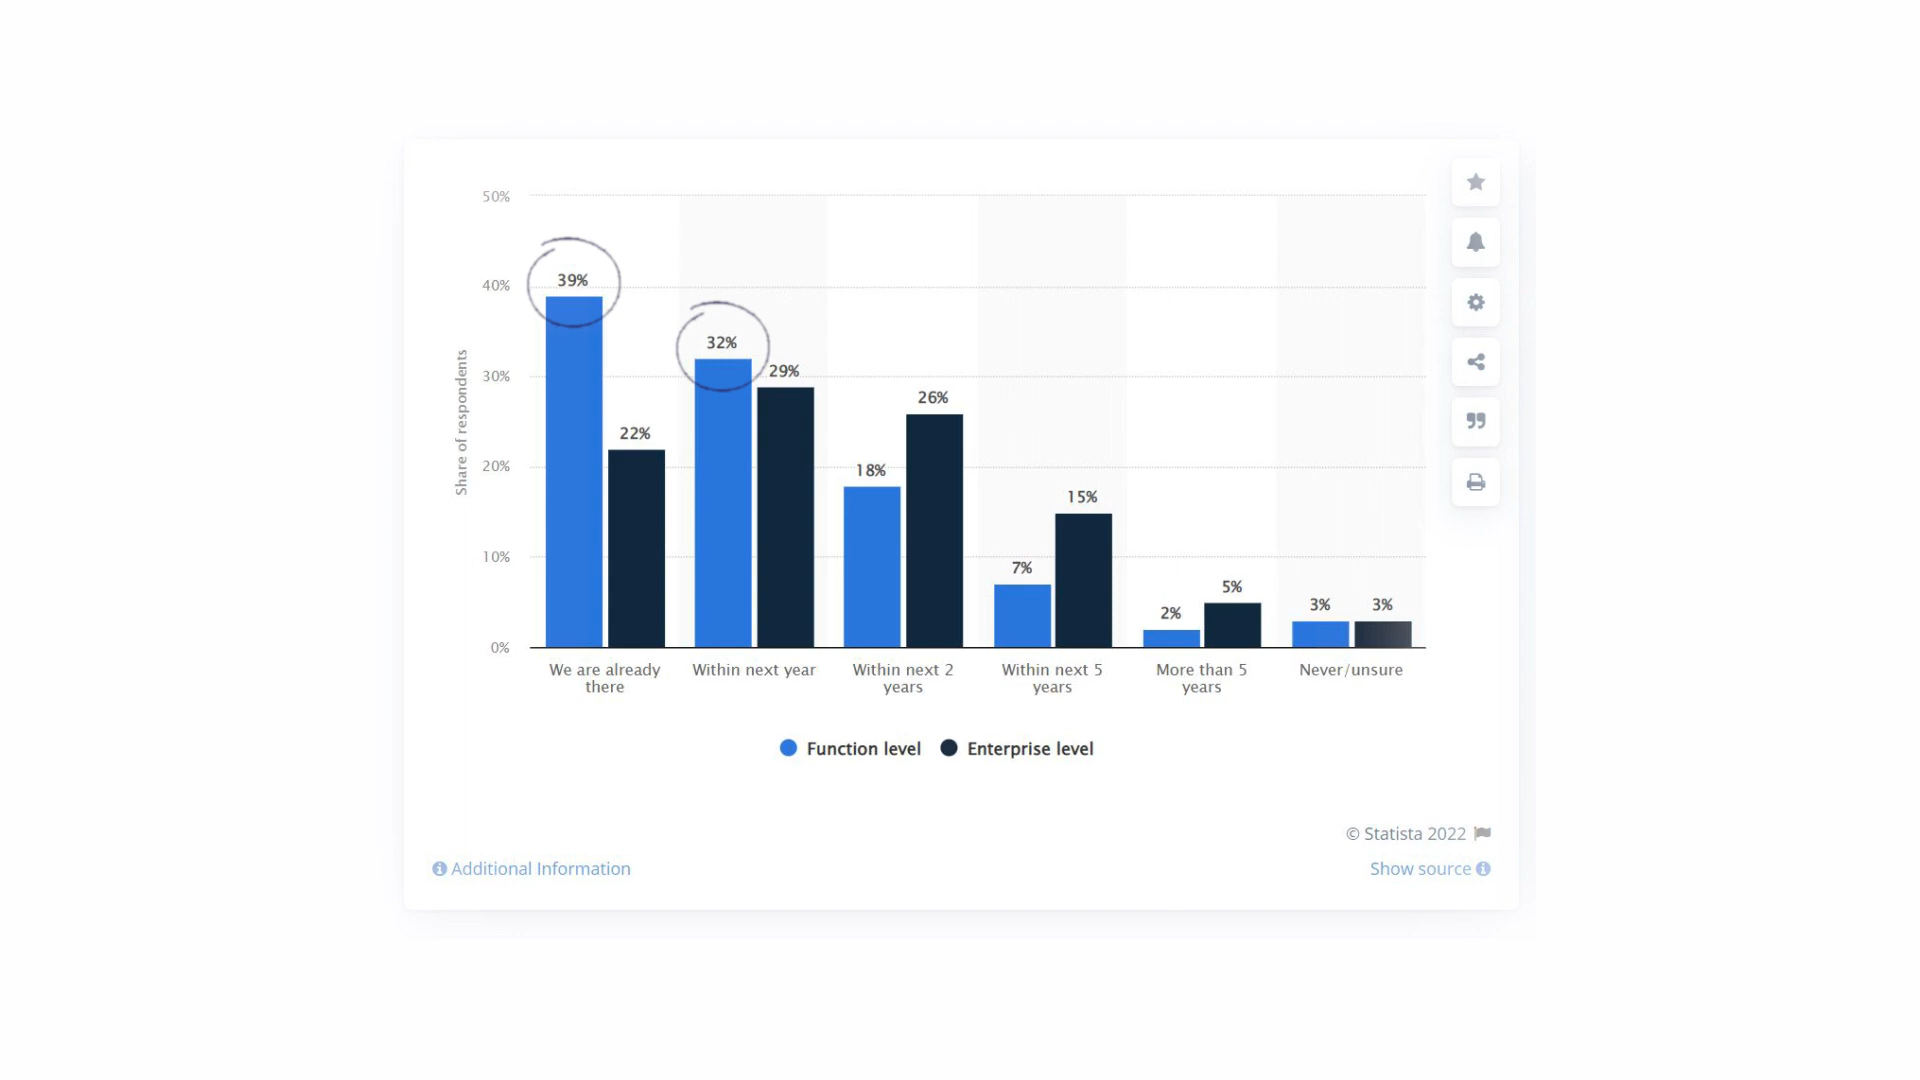 50%
39%
40%
32%
29%
30%
26%
22%
18%
20%
15%
10%
7%
5%
2%
3%
3%
0%
Share of respondents
We are already
there
Within next year
Within next 2
years
Within next 5
years
More than 5
years
Never/unsure
Function level
Enterprise level
© Statista 2022
Additional Information
Show source